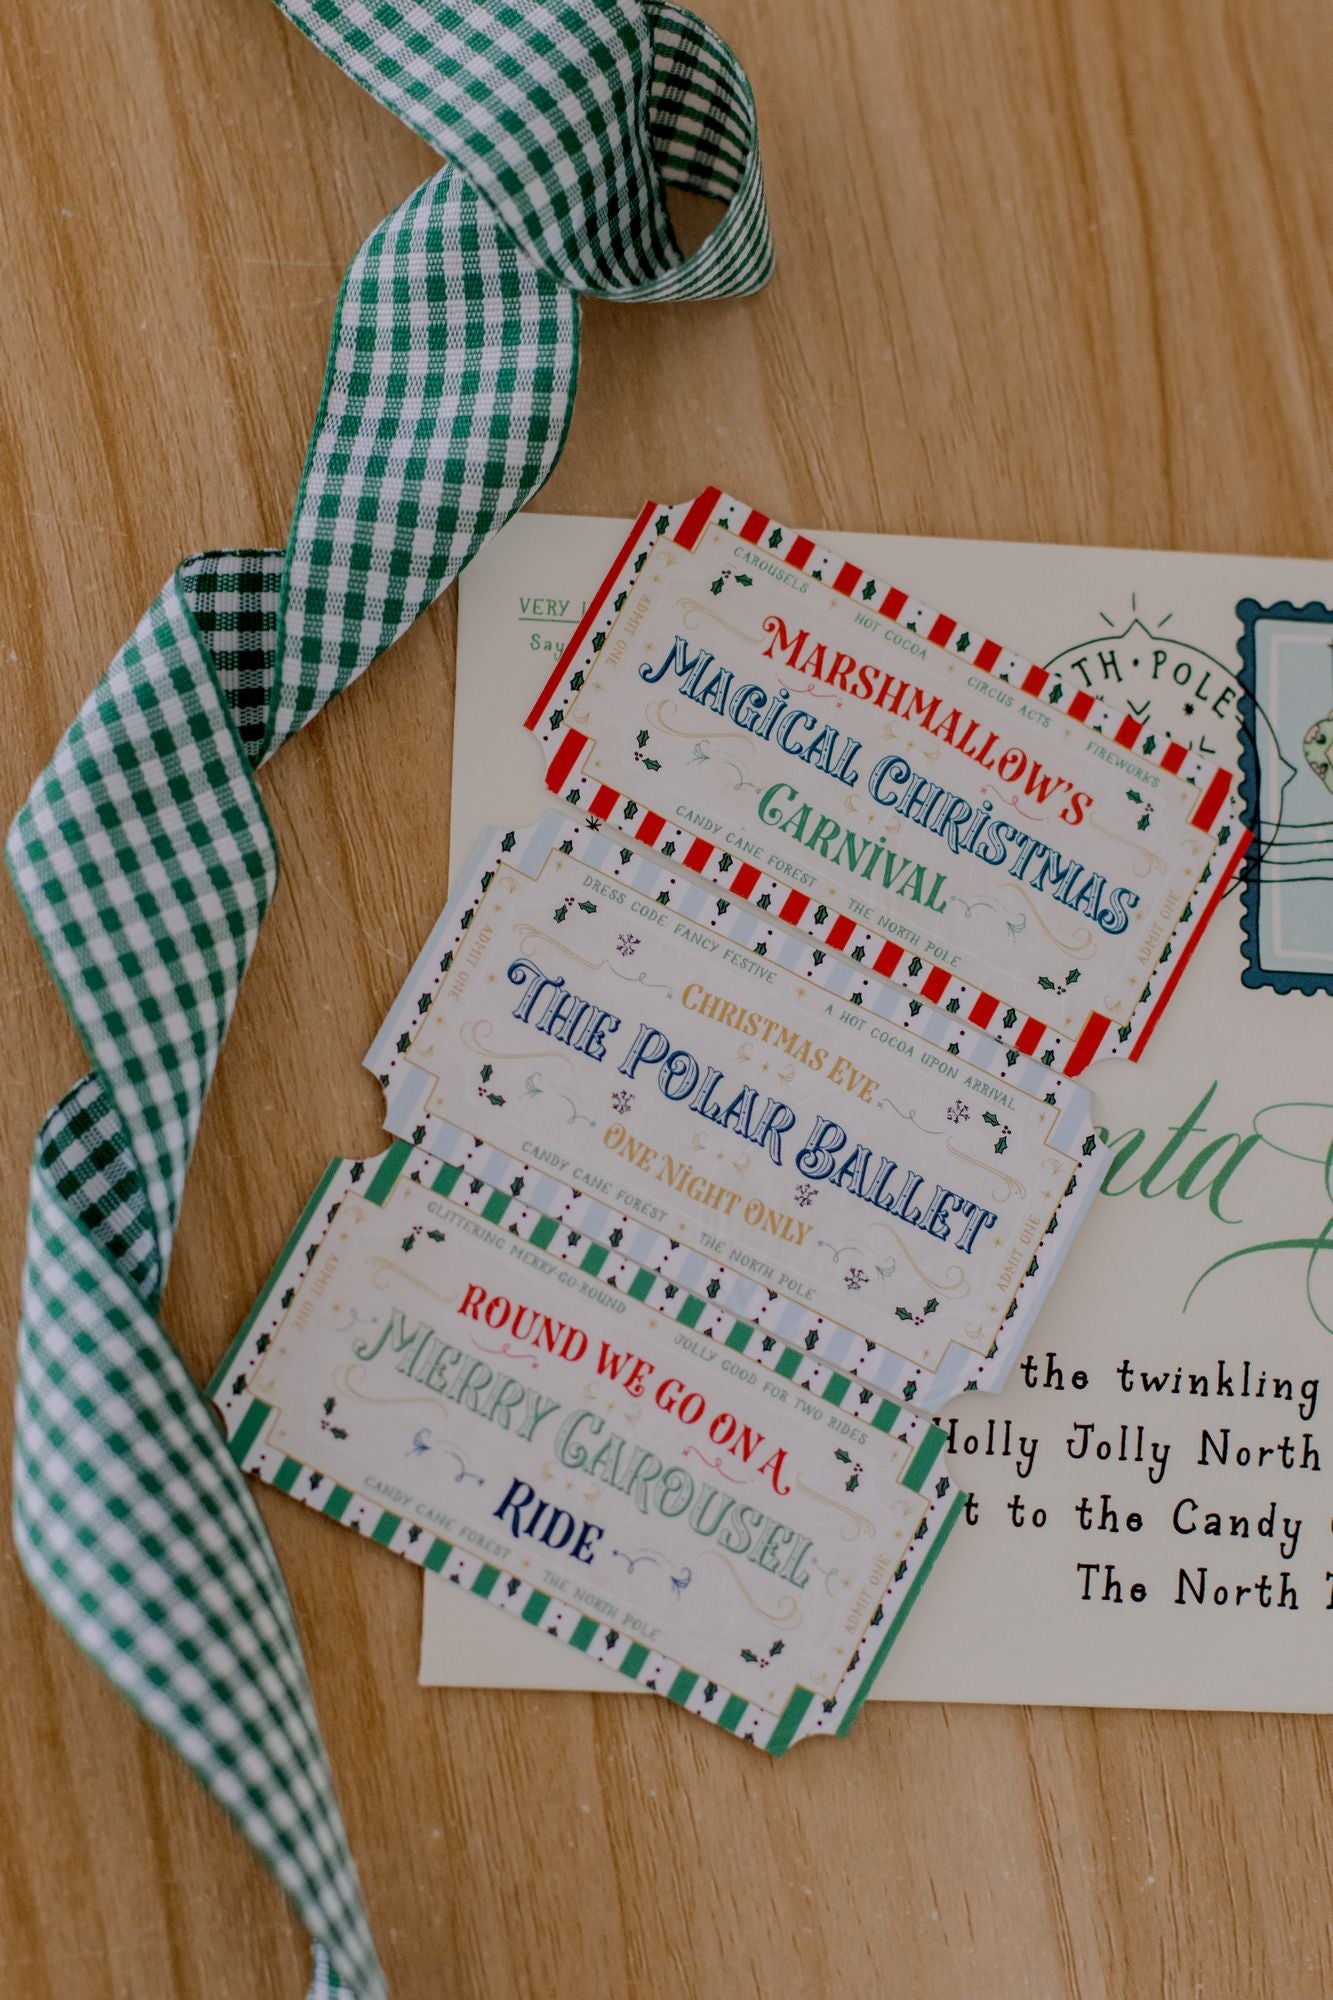 VERY
Say
TH • POLE
CAROUSELS
HOT COCOA
CIRCUS ACTS
FIREWORKS
ADMIT ONE
MARSHMALLOW'S
MAGICAL CHRISTMAS
CARNIVAL
ADMIT ONE
CANDY CANE FOREST
THE NORTH POLE
DRESS CODE: FANCY FESTIVE
A HOT COCOA UPON ARRIVAL
ADMIT ONE
CHRISTMAS EVE
THE POLAR BALLET
ONE NIGHT ONLY
ADMIT ONE
CANDY CANE FOREST
THE NORTH POLE
GLITTERING MERRY-GO-ROUND
JOLLY GOOD FOR TWO RIDES
ADMIT ONE
ROUND WE GO ON A
MERRY CAROUSEL
RIDE
ADMIT ONE
CANDY CANE FOREST
THE NORTH POLE
nta
the twinkling
Holly Jolly North
t to the Candy
The North